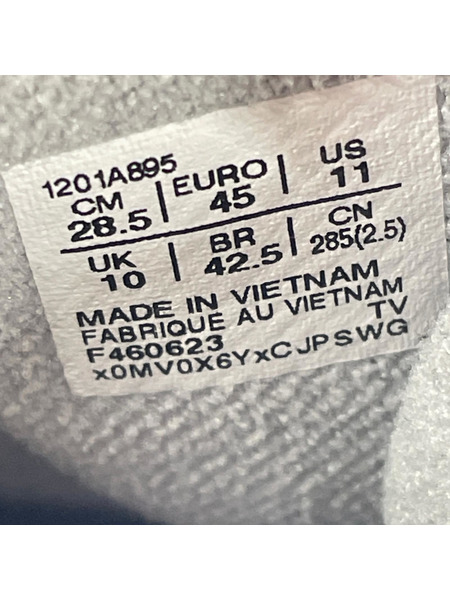 1201A895
CM | EURO | US
28.5 | 45 | 11
UK | BR | CN
10 | 42.5 | 285(2.5)
MADE IN VIETNAM
FABRIQUE AU VIETNAM
F460623 TV
x0MV0X6YxCJPSWG